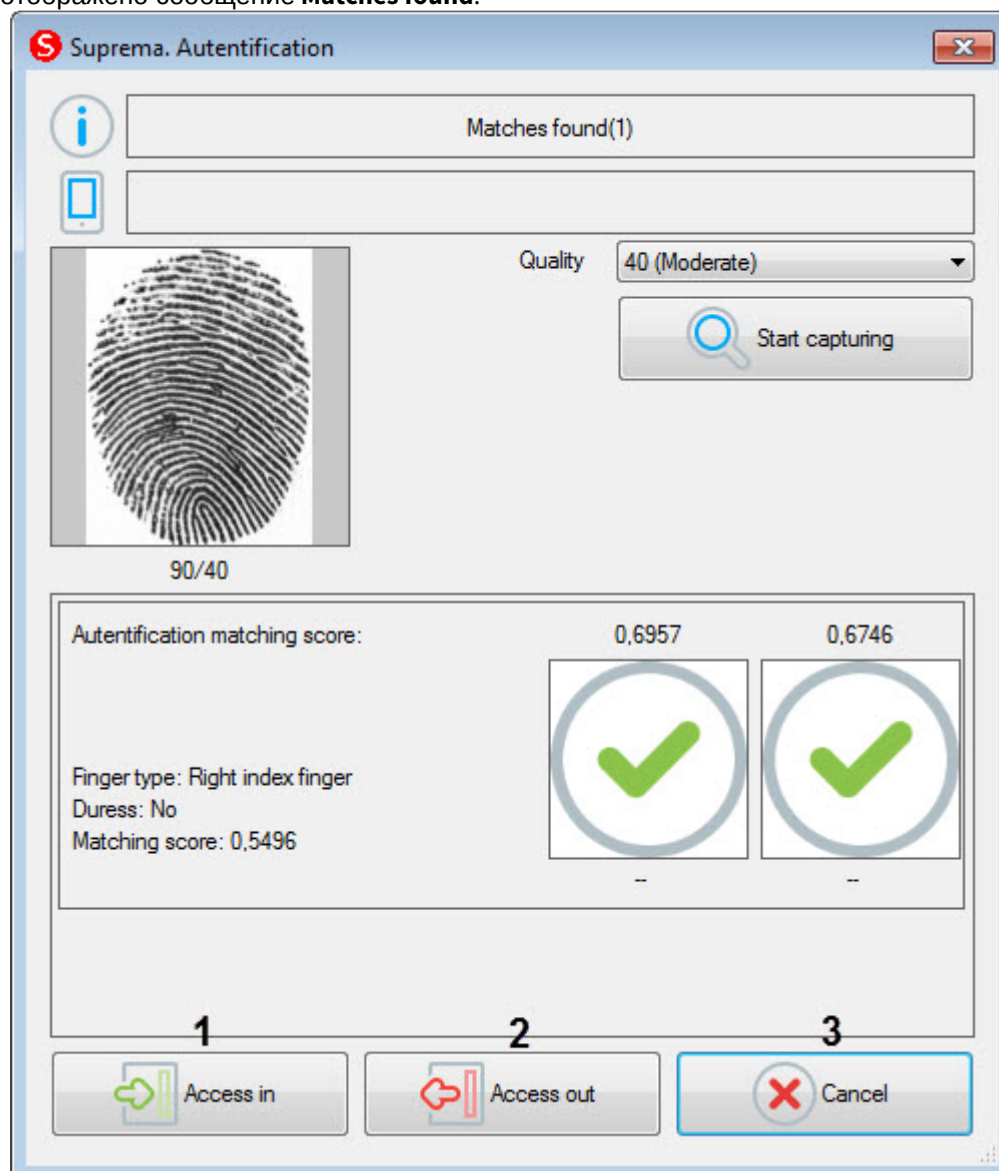 отображено сообщение Matches found.
Suprema. Autentification
Matches found(1)
Quality 40 (Moderate)
Start capturing
90/40
Autentification matching score: 0,6957 0,6746
Finger type: Right index finger
Duress: No
Matching score: 0,5496
-- --
1 2 3
Access in Access out Cancel